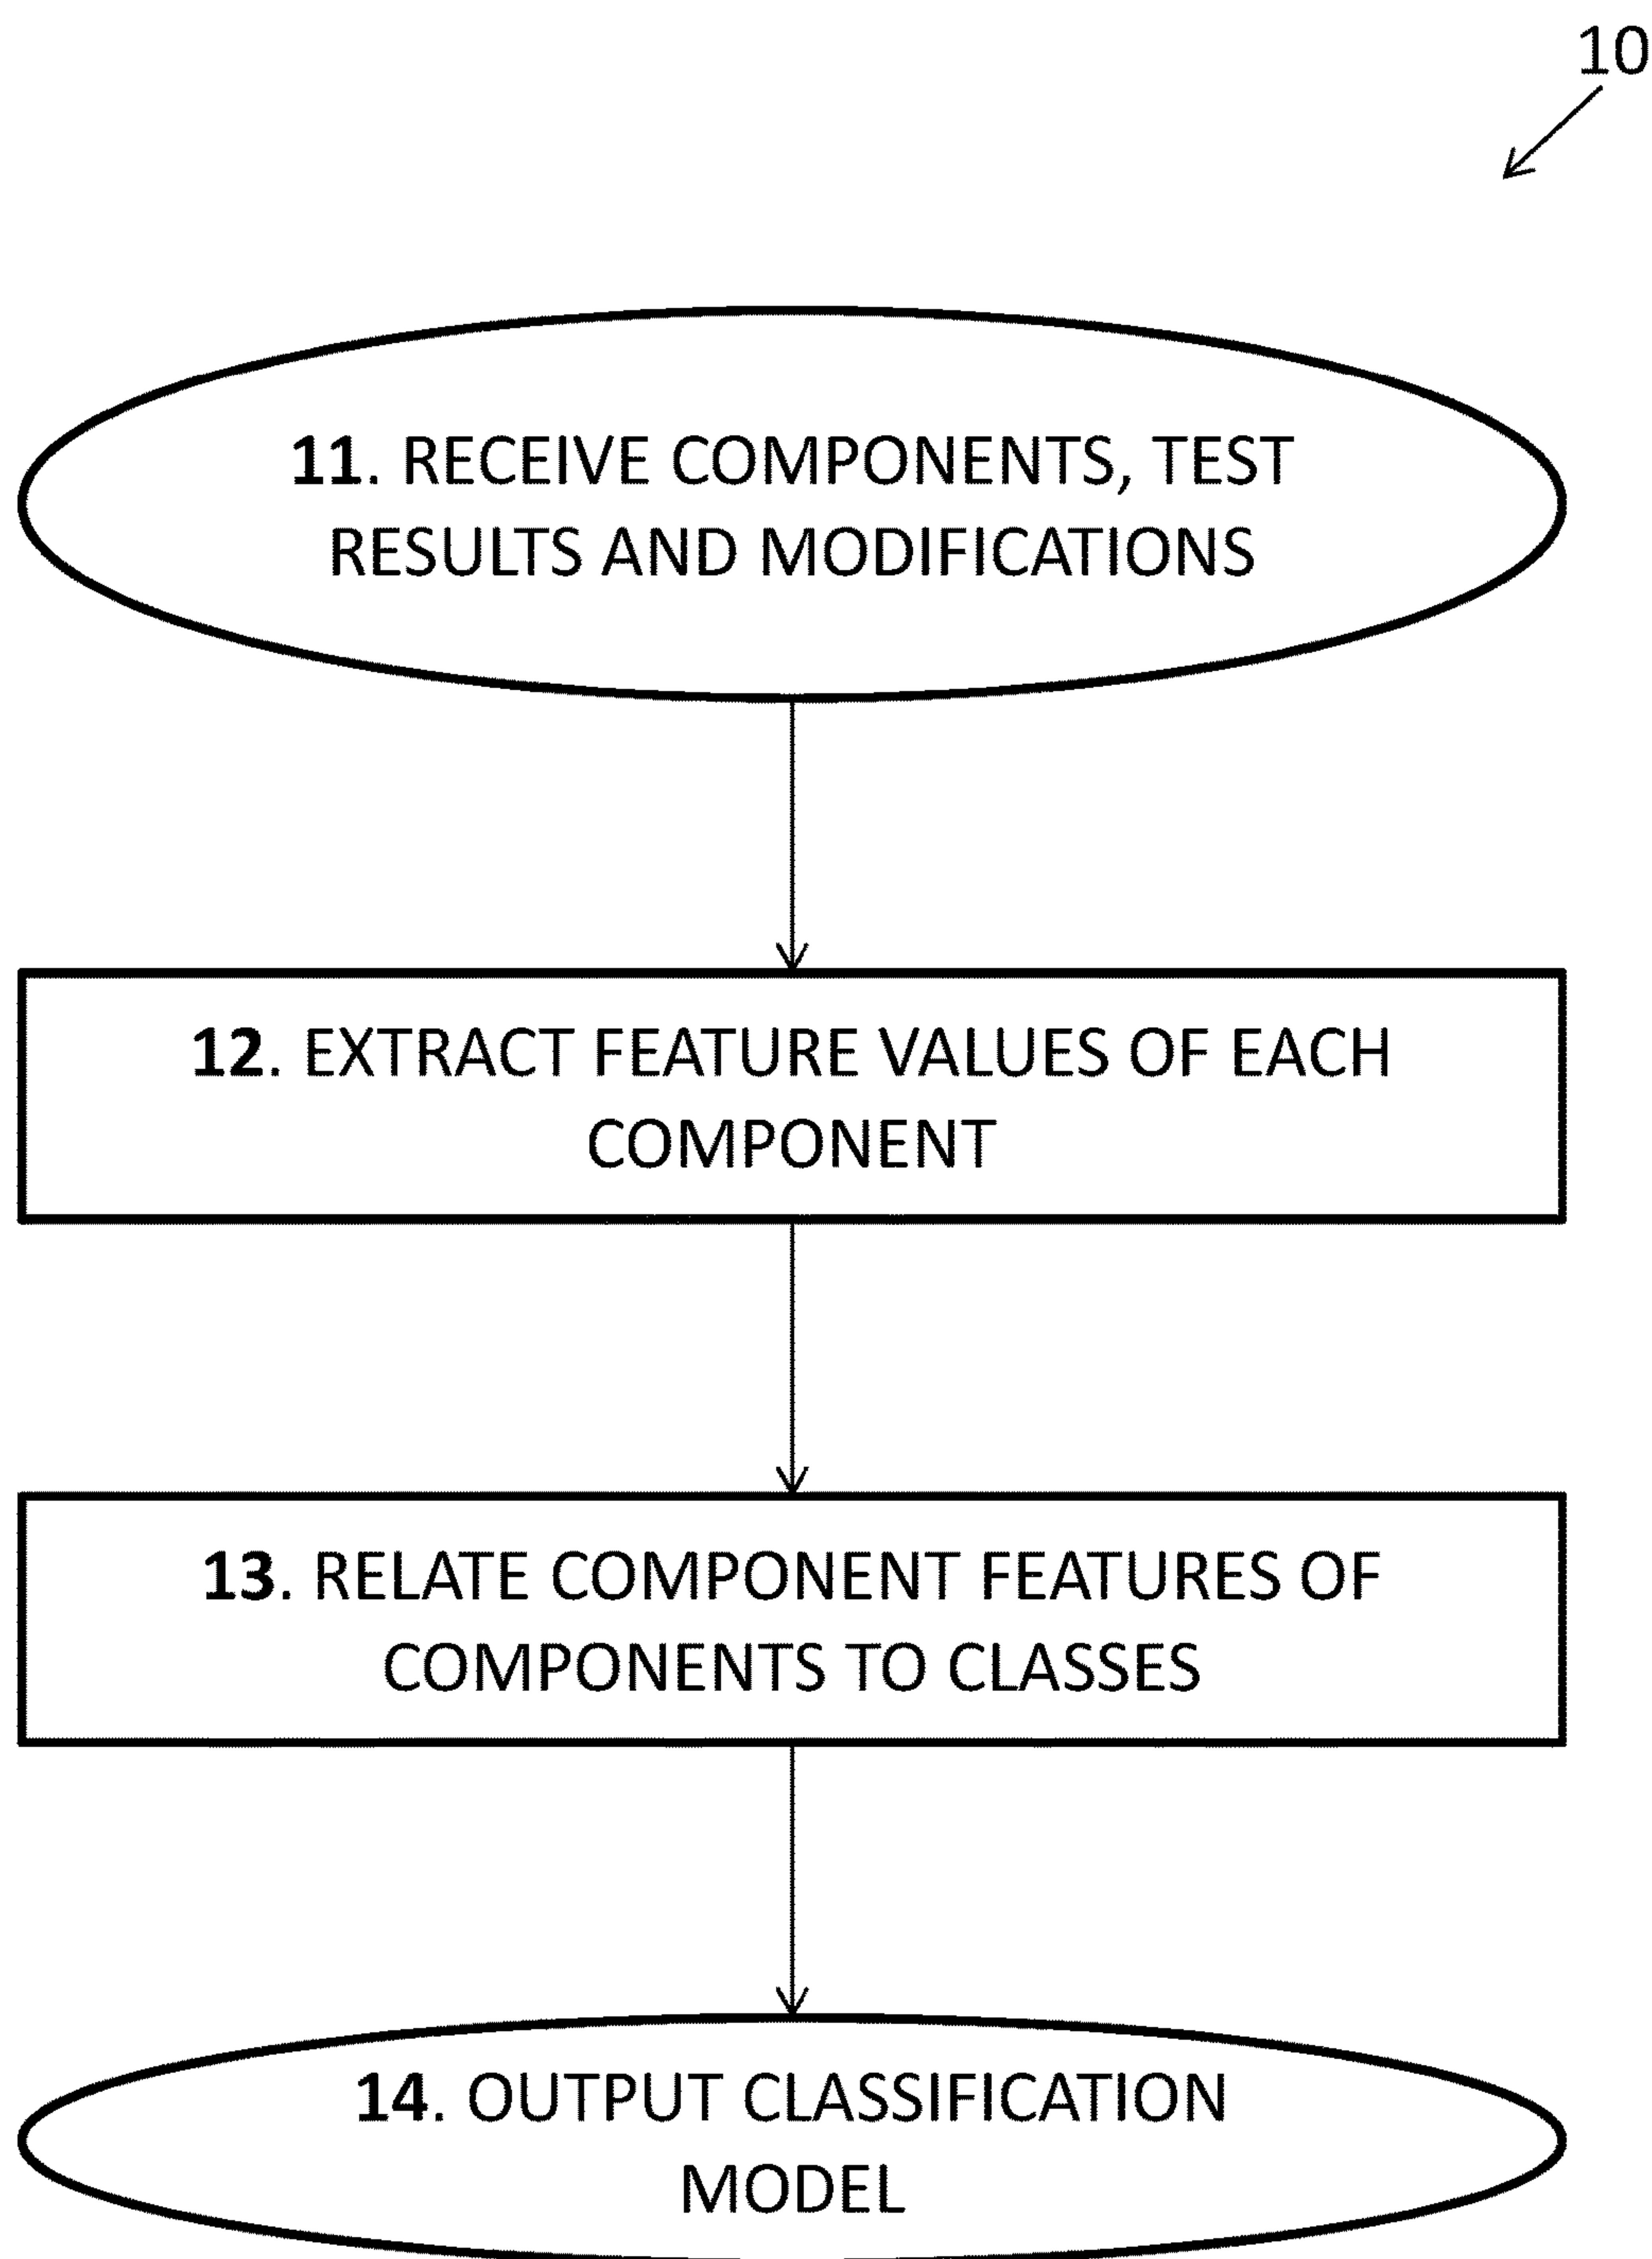 10
11. RECEIVE COMPONENTS, TEST
RESULTS AND MODIFICATIONS
12. EXTRACT FEATURE VALUES OF EACH
COMPONENT
13. RELATE COMPONENT FEATURES OF
COMPONENTS TO CLASSES
14. OUTPUT CLASSIFICATION
MODEL